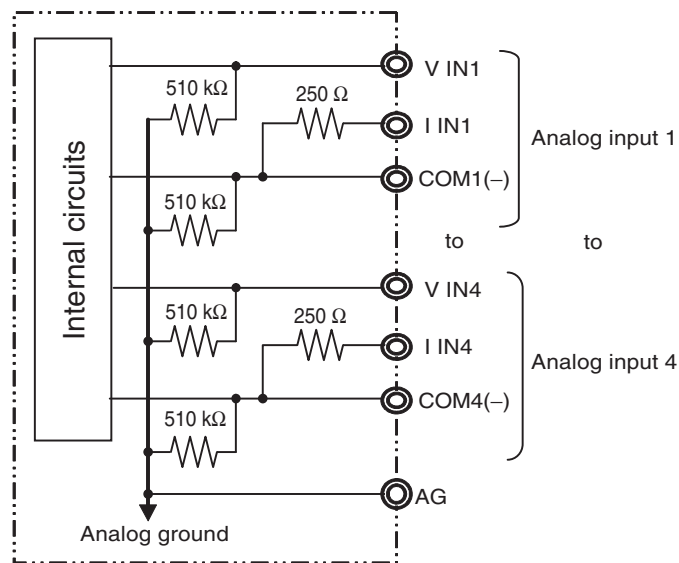 Internal circuits
510 kΩ
V IN1
250 Ω
I IN1
Analog input 1
COM1(−)
510 kΩ
to
to
V IN4
510 kΩ
250 Ω
I IN4
Analog input 4
COM4(−)
510 kΩ
AG
Analog ground